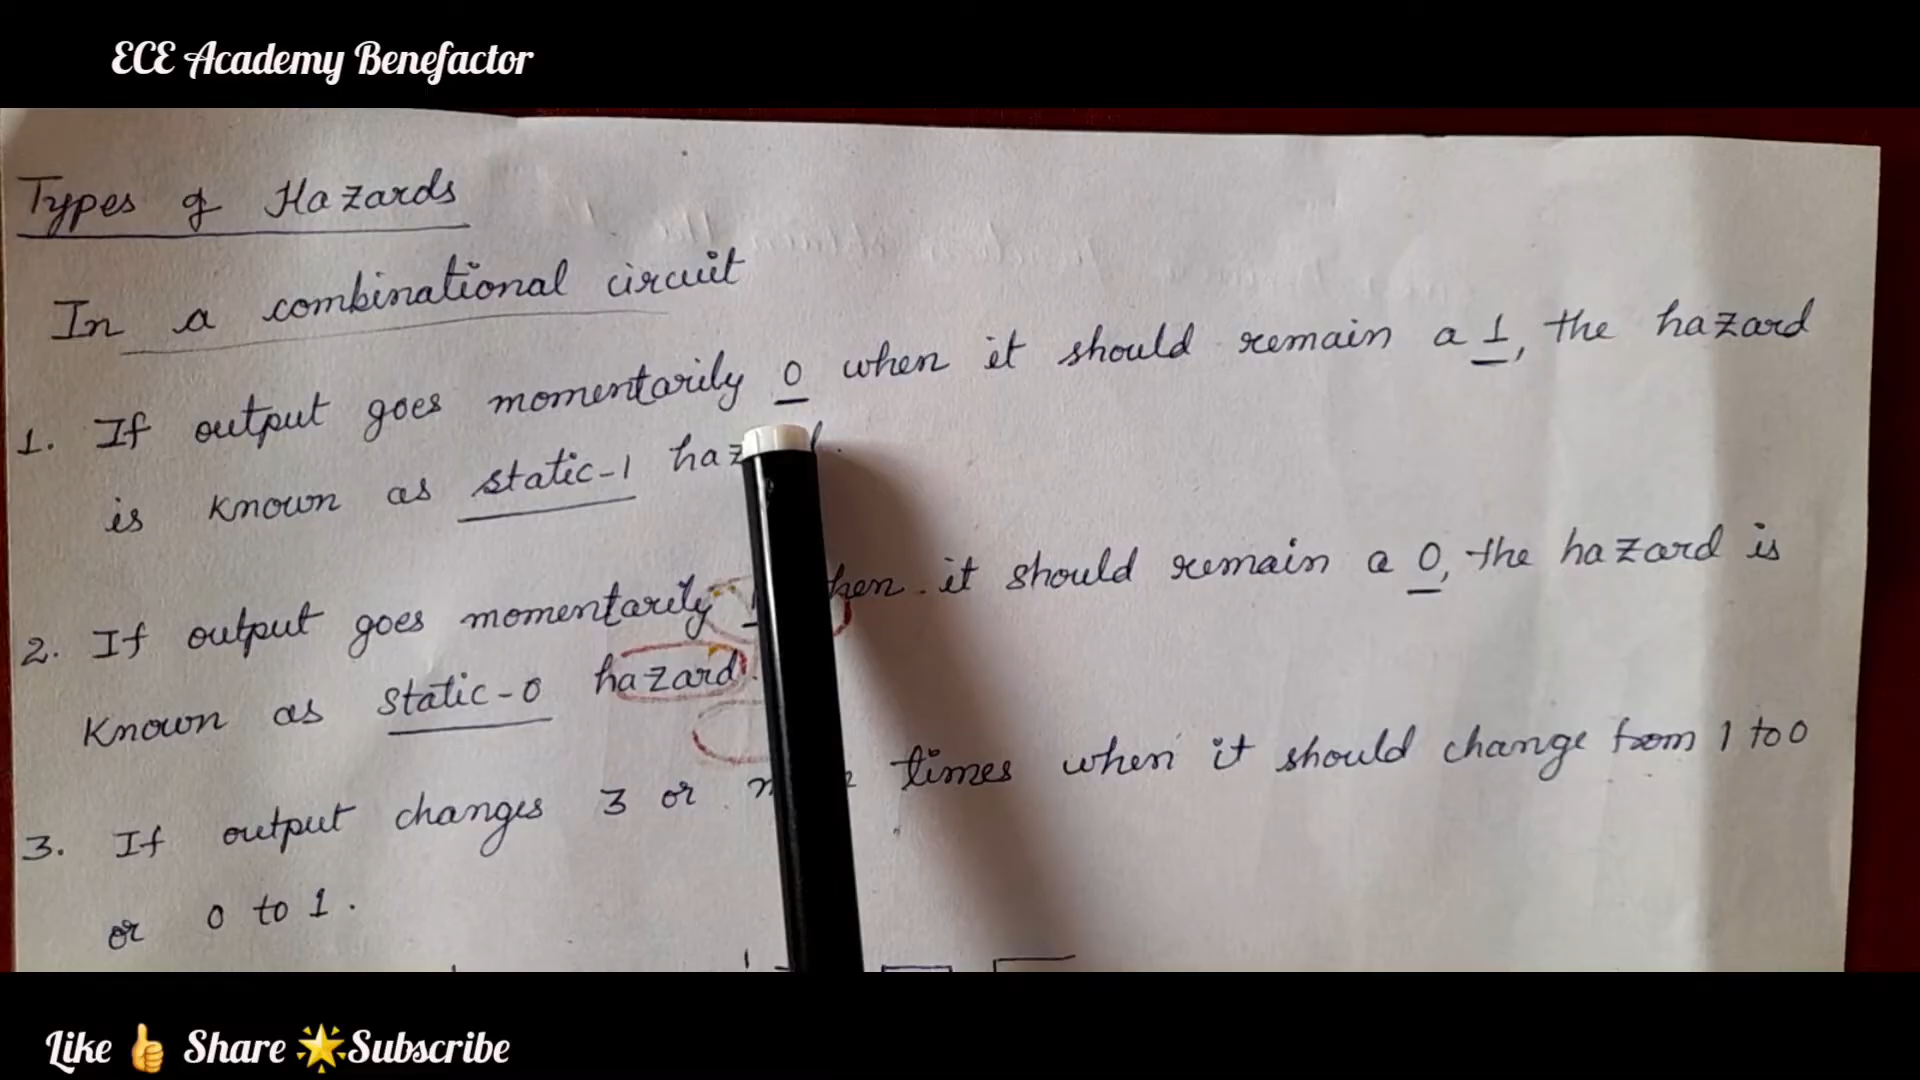 ECE Academy Benefactor
Types of Hazards
In a combinational circuit
1. If output goes momentarily 0 when it should remain a 1, the hazard
is known as static-1
2. If output goes momentarily it should remain a 0, the hazard is
known as static-0 hazard.
3. If output changes 3 or times when it should change from 1 to 0
or 0 to 1.
Like 👍 Share 🌟Subscribe